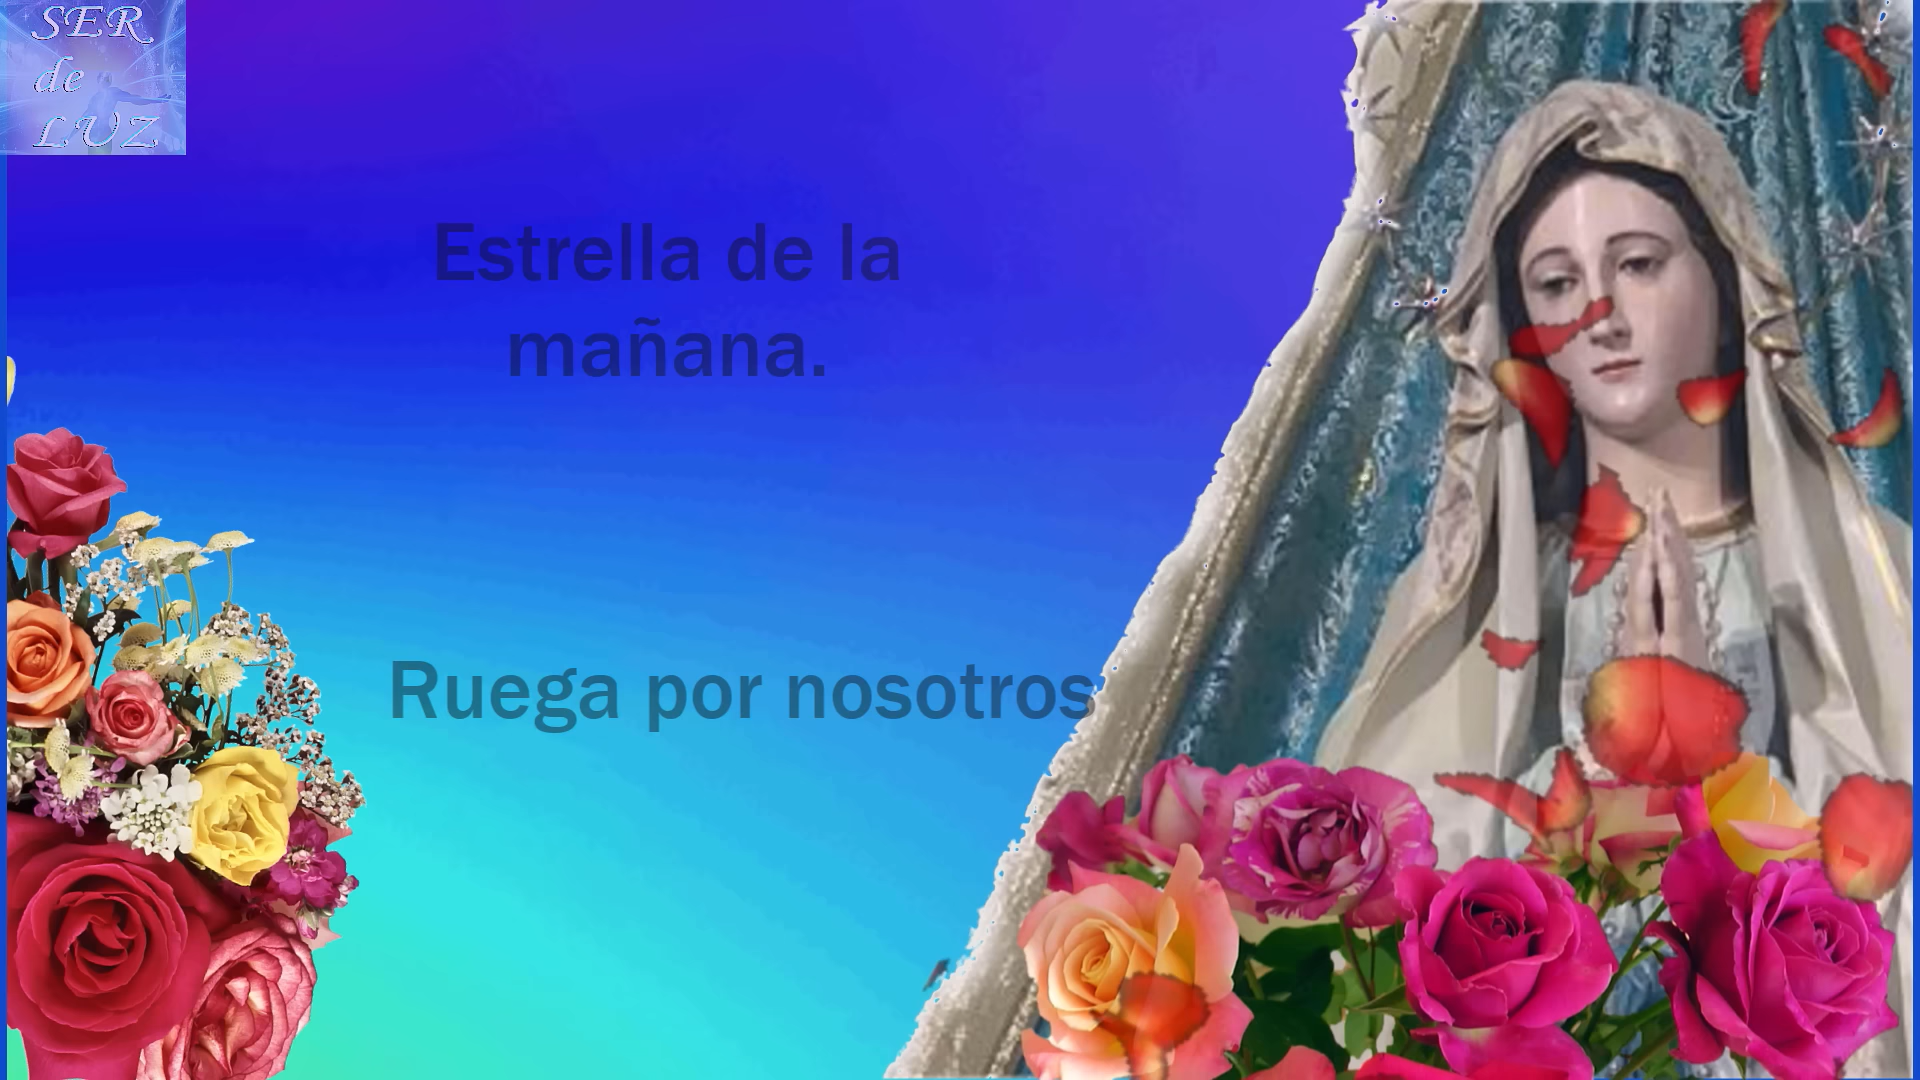 SER
de
LUZ
Estrella de la
mañana.
Ruega por nosotros